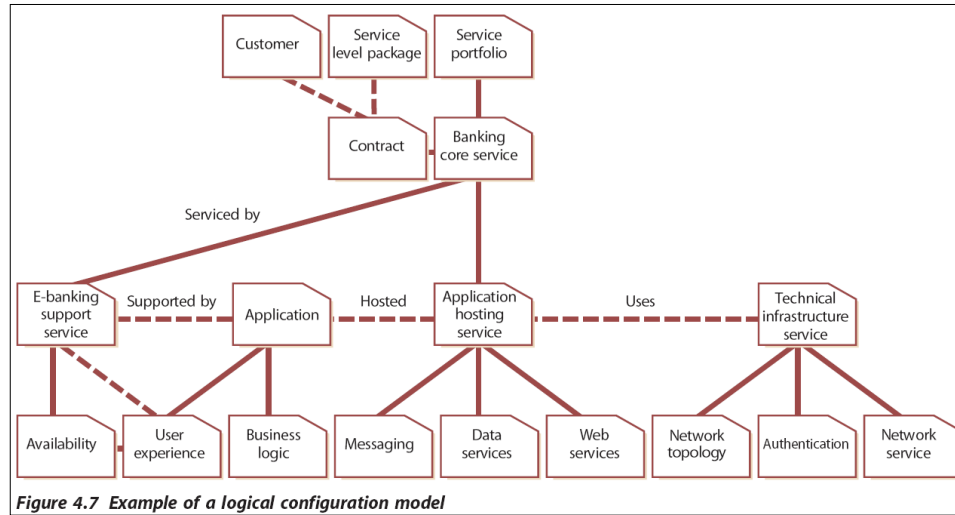 Customer
Service
level package
Service
portfolio
Contract
Banking
core service
Serviced by
E-banking
support
service
Supported by
Application
Hosted
Application
hosting
service
Uses
Technical
infrastructure
service
Availability
User
experience
Business
logic
Messaging
Data
services
Web
services
Network
topology
Authentication
Network
service
Figure 4.7 Example of a logical configuration model